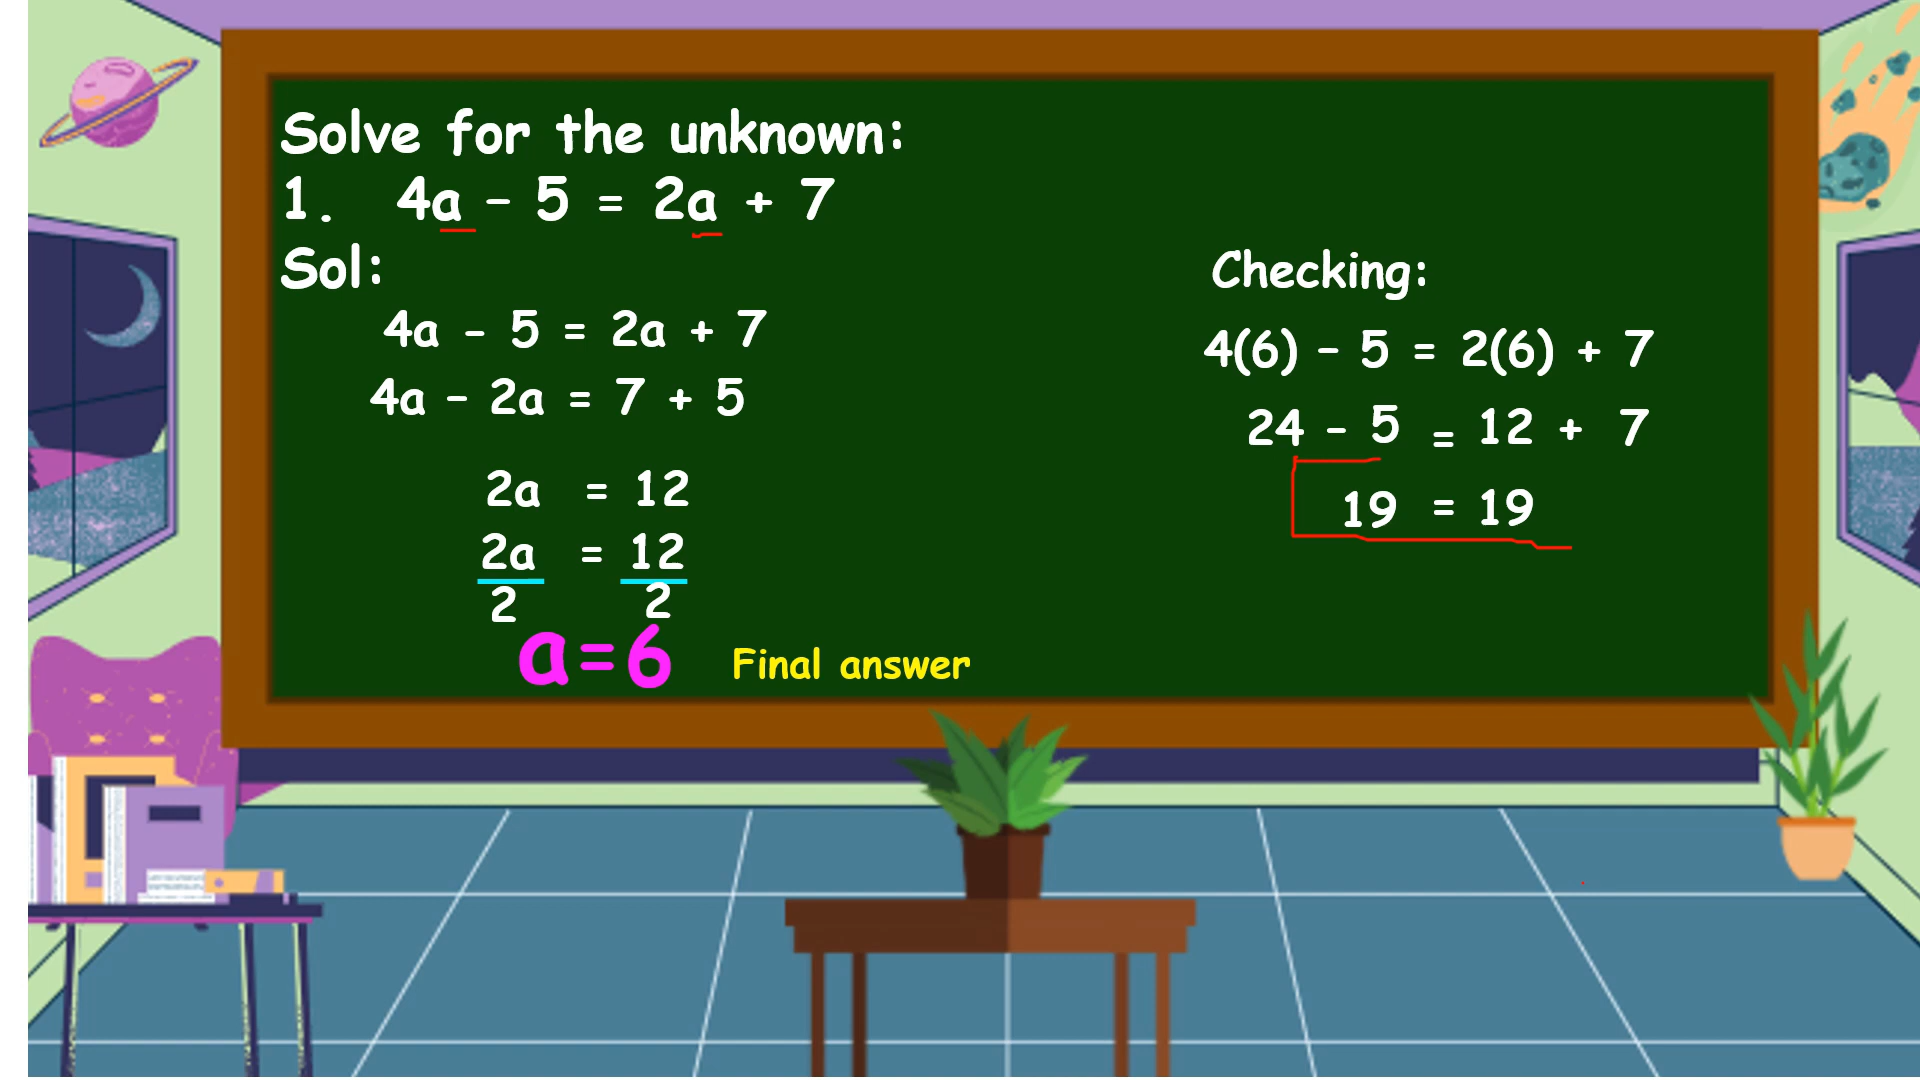 Solve for the unknown:
1. 4a – 5 = 2a + 7
Sol:
4a – 5 = 2a + 7
4a – 2a = 7 + 5
2a = 12
2a = 12
2 2
a=6 Final answer
Checking:
4(6) – 5 = 2(6) + 7
24 – 5 = 12 + 7
19 = 19